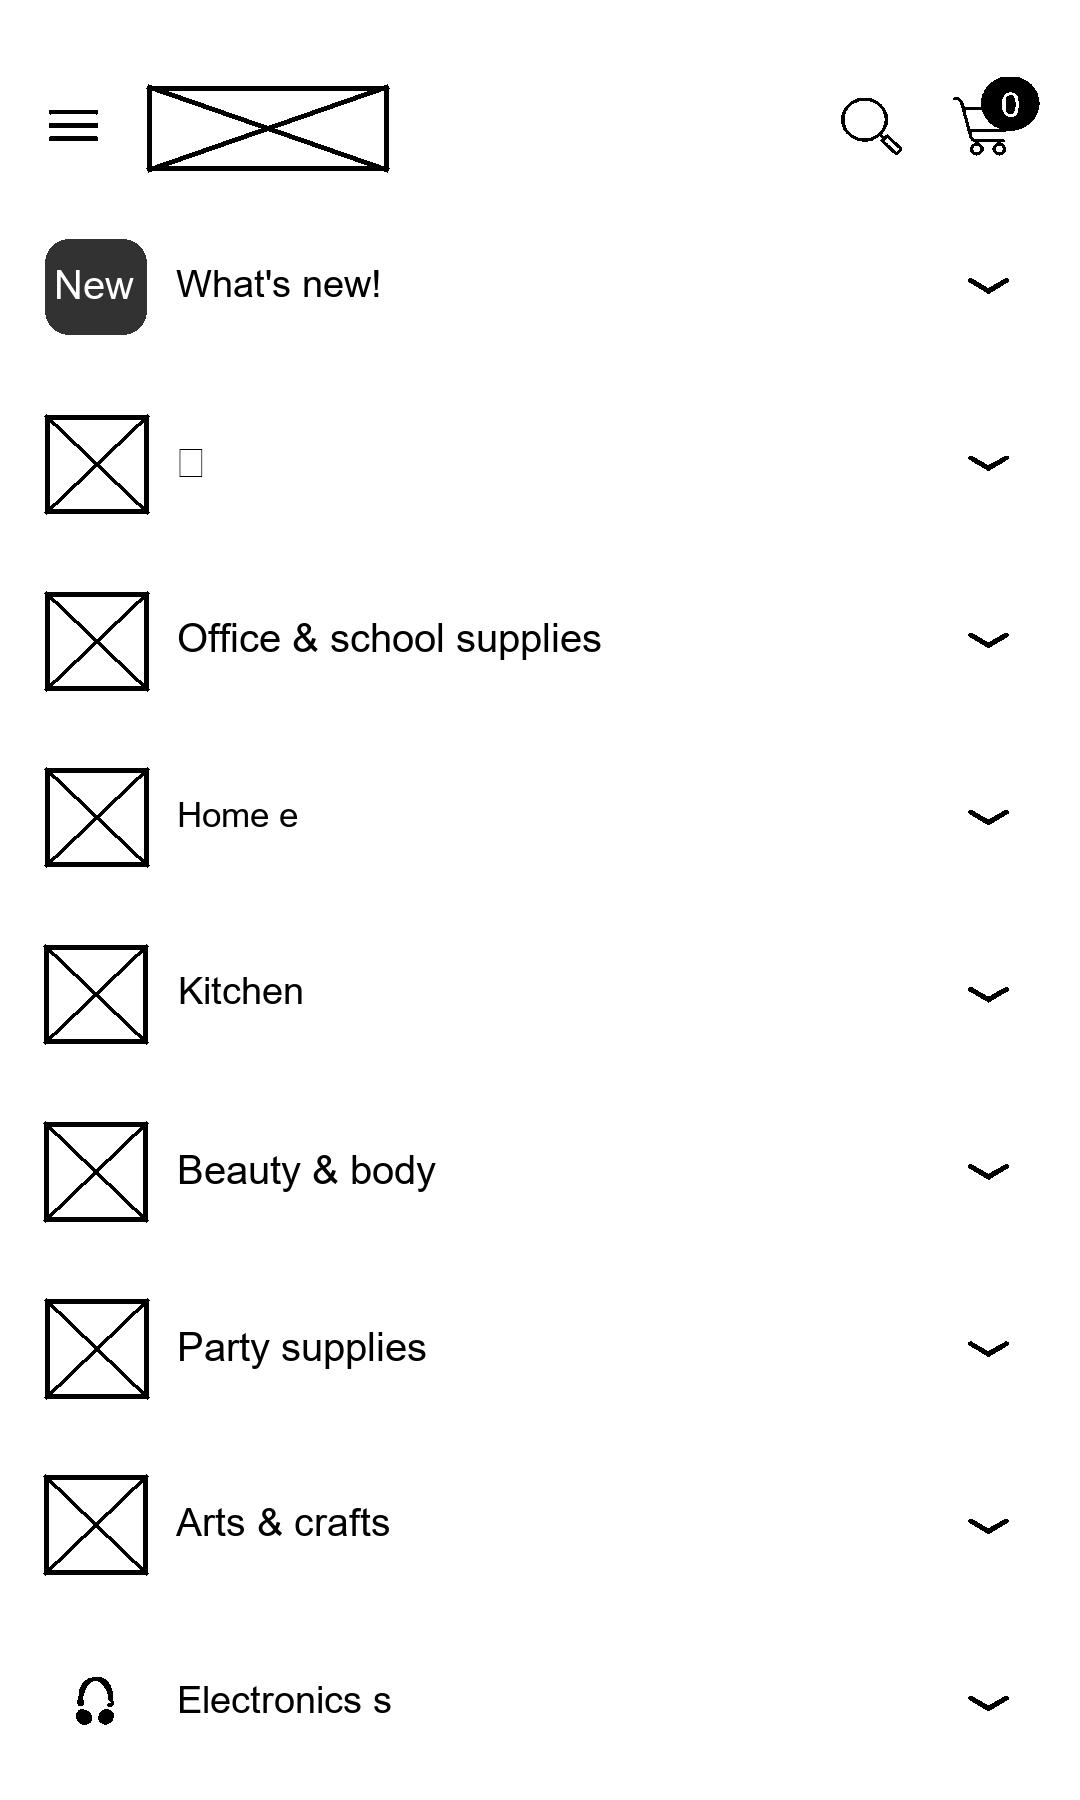 0
New
What's new!
Office & school supplies
Home e
Kitchen
Beauty & body
Party supplies
Arts & crafts
Electronics s